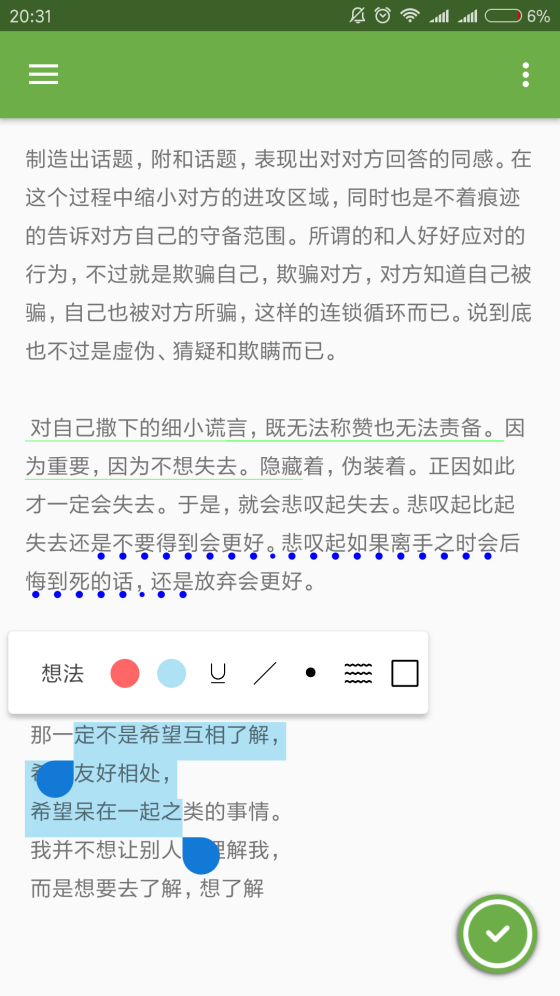 20:31
6%
制造出话题，附和话题，表现出对对方回答的同感。在
这个过程中缩小对方的进攻区域，同时也是不着痕迹
的告诉对方自己的守备范围。所谓的和人好好应对的
行为，不过就是欺骗自己，欺骗对方，对方知道自己被
骗，自己也被对方所骗，这样的连锁循环而已。说到底
也不过是虚伪、猜疑和欺瞒而已。
对自己撒下的细小谎言，既无法称赞也无法责备。因
为重要，因为不想失去。隐藏着，伪装着。正因如此
才一定会失去。于是，就会悲叹起失去。悲叹起比起
失去还是不要得到会更好。悲叹起如果离手之时会后
悔到死的话，还是放弃会更好。
想法
那一定不是希望互相了解，
友好相处，
希望呆在一起之类的事情。
我并不想让别人理解我，
而是想要去了解，想了解